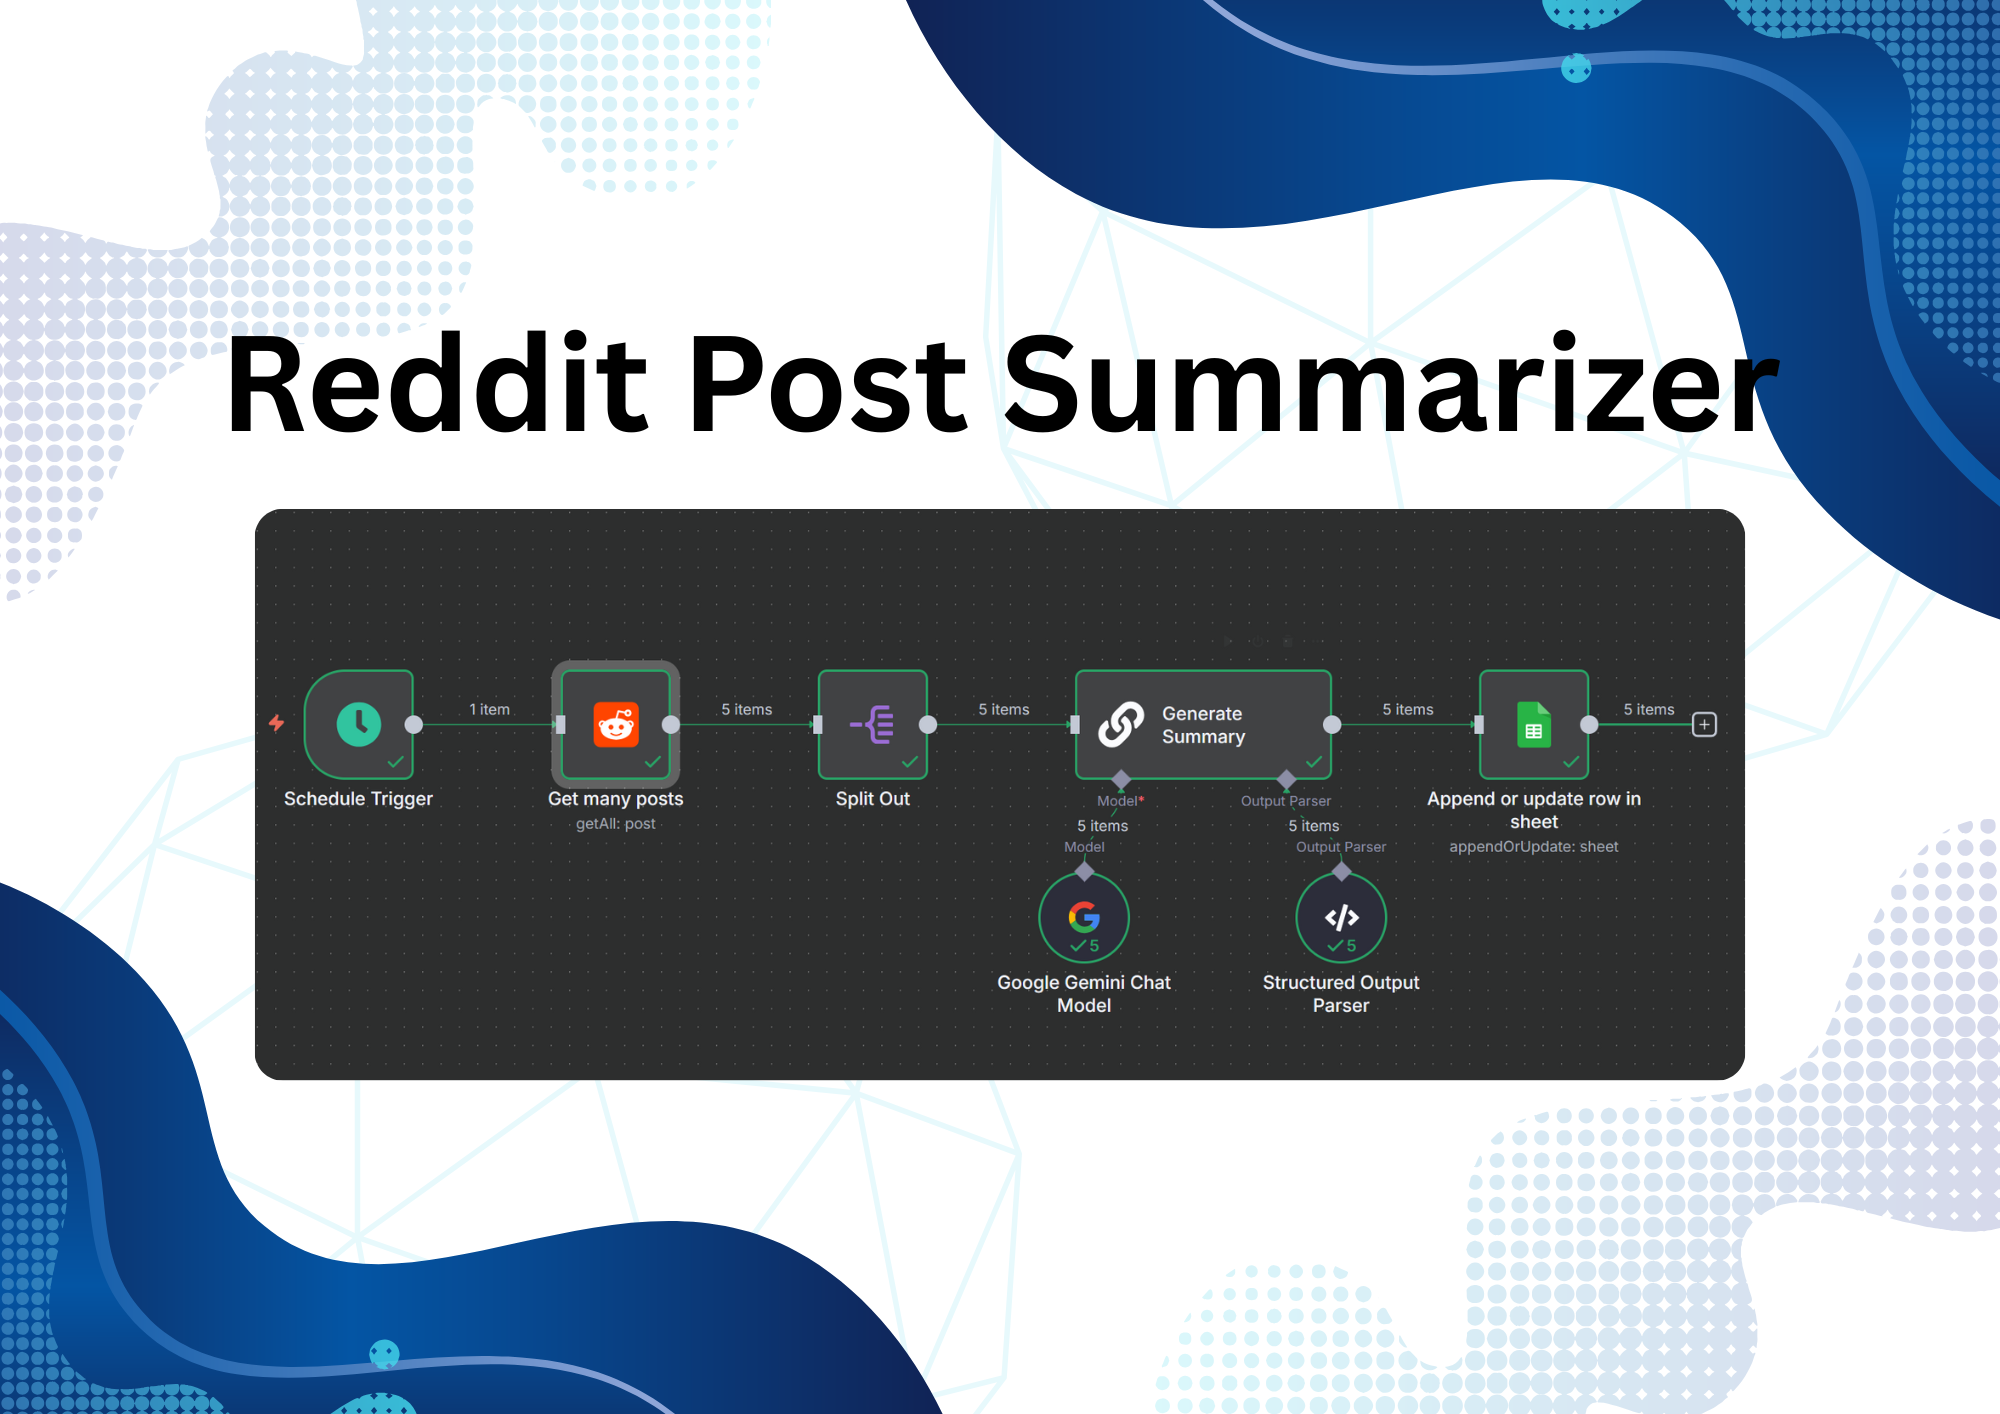 Reddit Post Summarizer
1 item
5 items
5 items
5 items
5 items
Generate
Summary
Schedule Trigger
Get many posts
getAll: post
Split Out
Model*
Output Parser
Append or update row in
sheet
appendOrUpdate: sheet
5 items
5 items
Model
Output Parser
5
5
Google Gemini Chat
Model
Structured Output
Parser